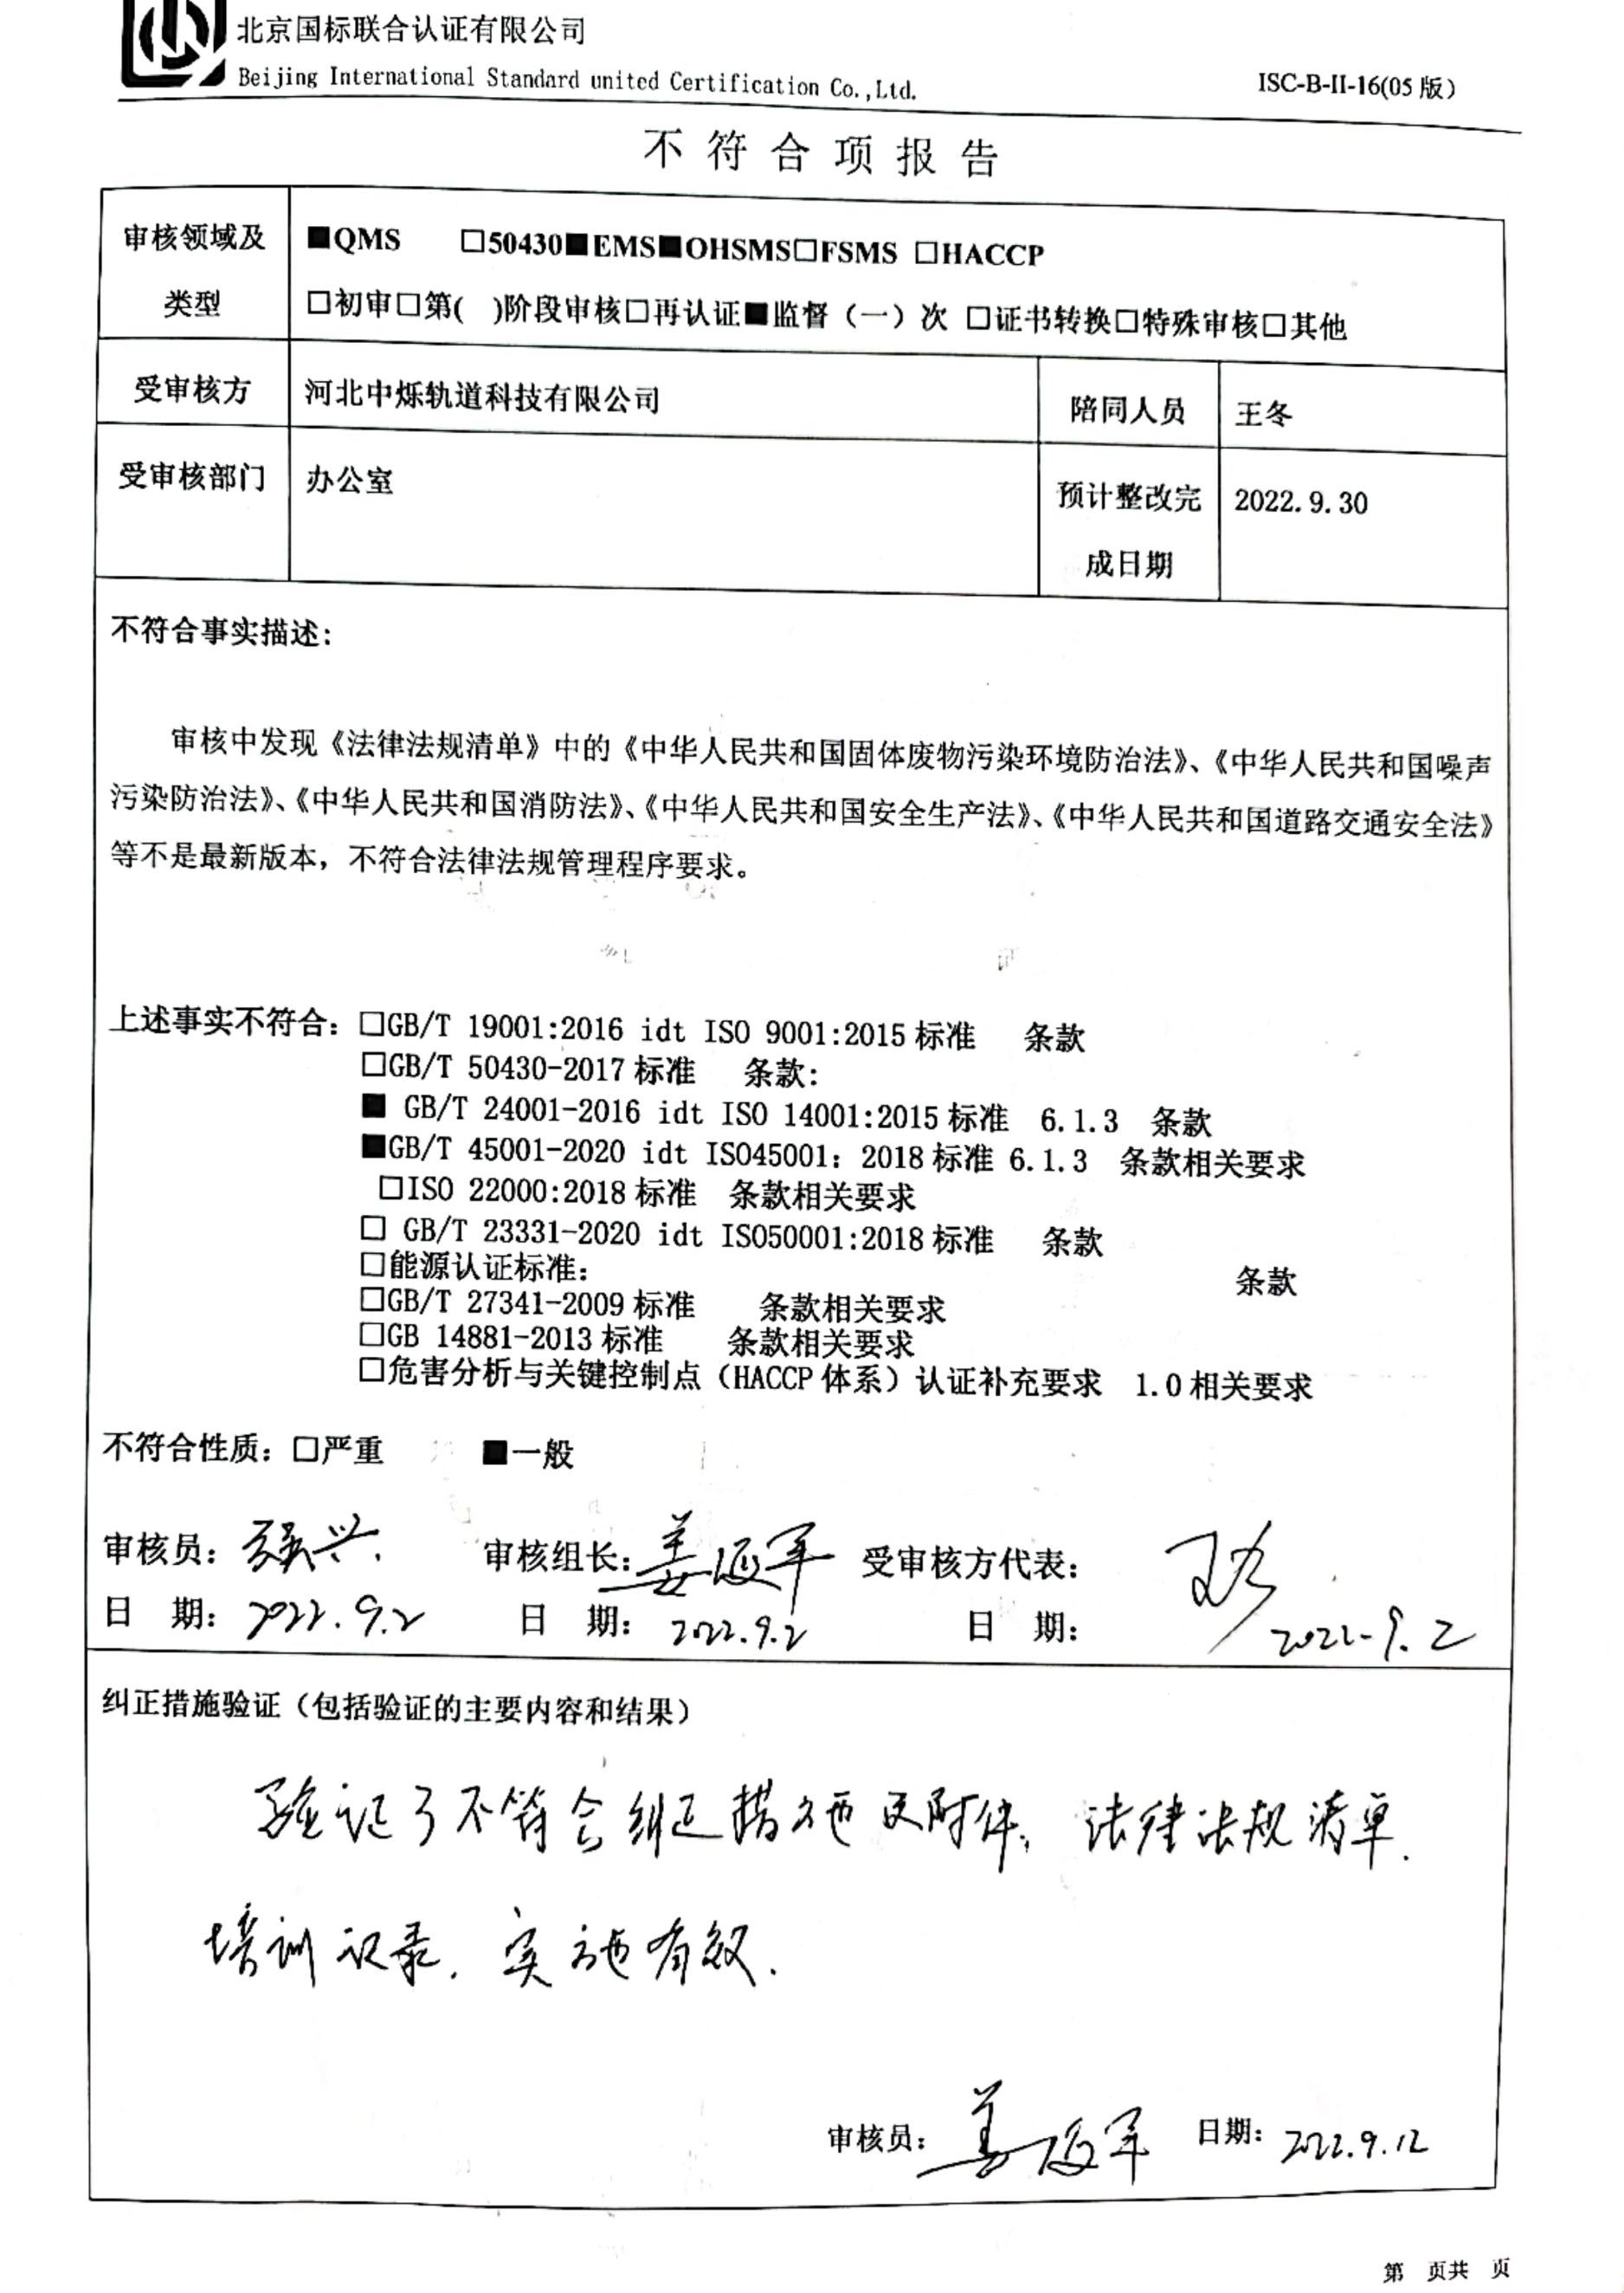 北京国标联合认证有限公司
Beijing International Standard united Certification Co.,Ltd.
ISC-B-II-16(05 版)
不符合项报告
审核领域及类型
■QMS □50430■EMS■OHSMS□FSMS □HACCP
□初审□第( )阶段审核□再认证■监督（一）次 □证书转换□特殊审核□其他
受审核方 河北中烁轨道科技有限公司 陪同人员 王冬
受审核部门 办公室 预计整改完成日期 2022.9.30
不符合事实描述:
审核中发现《法律法规清单》中的《中华人民共和国固体废物污染环境防治法》、《中华人民共和国噪声
污染防治法》、《中华人民共和国消防法》、《中华人民共和国安全生产法》、《中华人民共和国道路交通安全法》
等不是最新版本，不符合法律法规管理程序要求。
上述事实不符合：□GB/T 19001:2016 idt ISO 9001:2015 标准 条款
□GB/T 50430-2017 标准 条款:
■ GB/T 24001-2016 idt ISO 14001:2015 标准 6.1.3 条款
■GB/T 45001-2020 idt ISO45001：2018 标准 6.1.3 条款相关要求
□ISO 22000:2018 标准 条款相关要求
□ GB/T 23331-2020 idt ISO50001:2018 标准 条款
□能源认证标准： 条款
□GB/T 27341-2009 标准 条款相关要求
□GB 14881-2013 标准 条款相关要求
□危害分析与关键控制点（HACCP 体系）认证补充要求 1.0 相关要求
不符合性质：□严重 ■一般
审核员： 审核组长：姜海军 受审核方代表：王冬
日 期：2022.9.2 日 期：2022.9.2 日 期：2022.9.2
纠正措施验证（包括验证的主要内容和结果）
验证了不符合纠正措施及附件，法律法规清单.
培训记录. 实施有效.
审核员：姜海军 日期：2022.9.12
第 页共 页